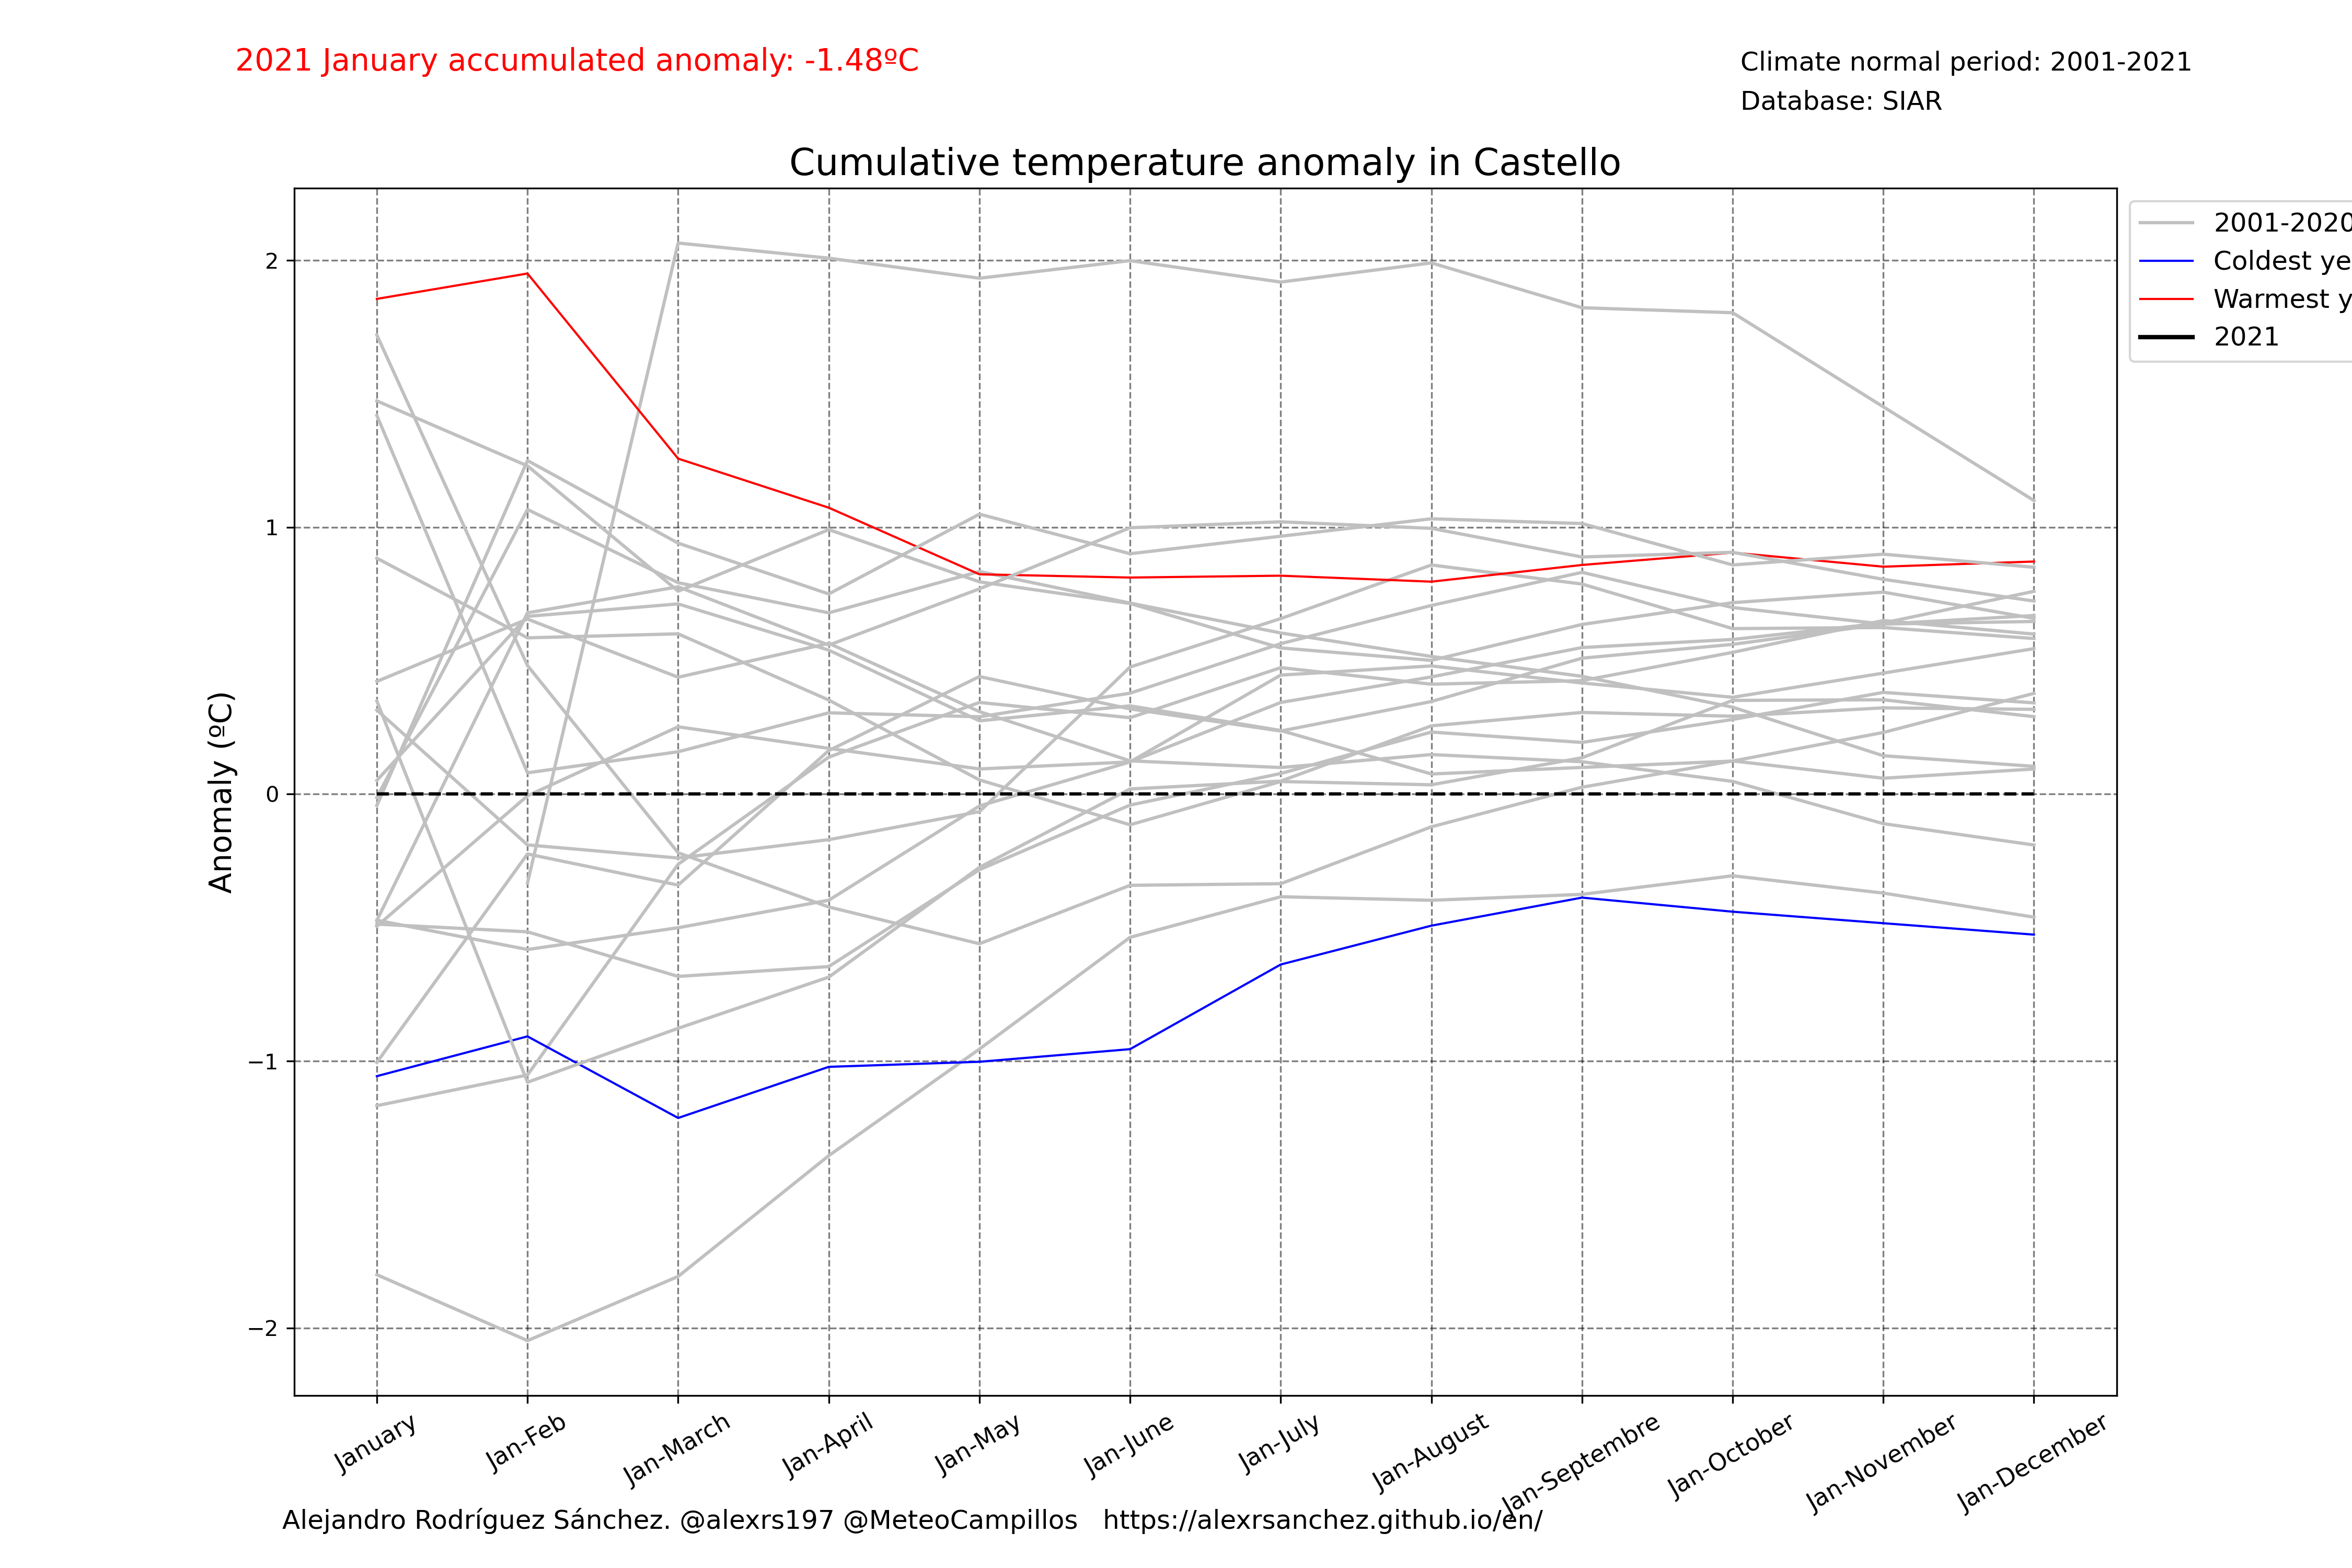 2021 January accumulated anomaly: -1.48ºC
Climate normal period: 2001-2021
Database: SIAR
Cumulative temperature anomaly in Castello
2001-2020
Coldest ye
Warmest y
2021
Anomaly (ºC)
2
1
0
−1
−2
January
Jan-Feb
Jan-March
Jan-April
Jan-May
Jan-June
Jan-July
Jan-August
Jan-Septembre
Jan-October
Jan-November
Jan-December
Alejandro Rodríguez Sánchez. @alexrs197 @MeteoCampillos https://alexrsanchez.github.io/en/